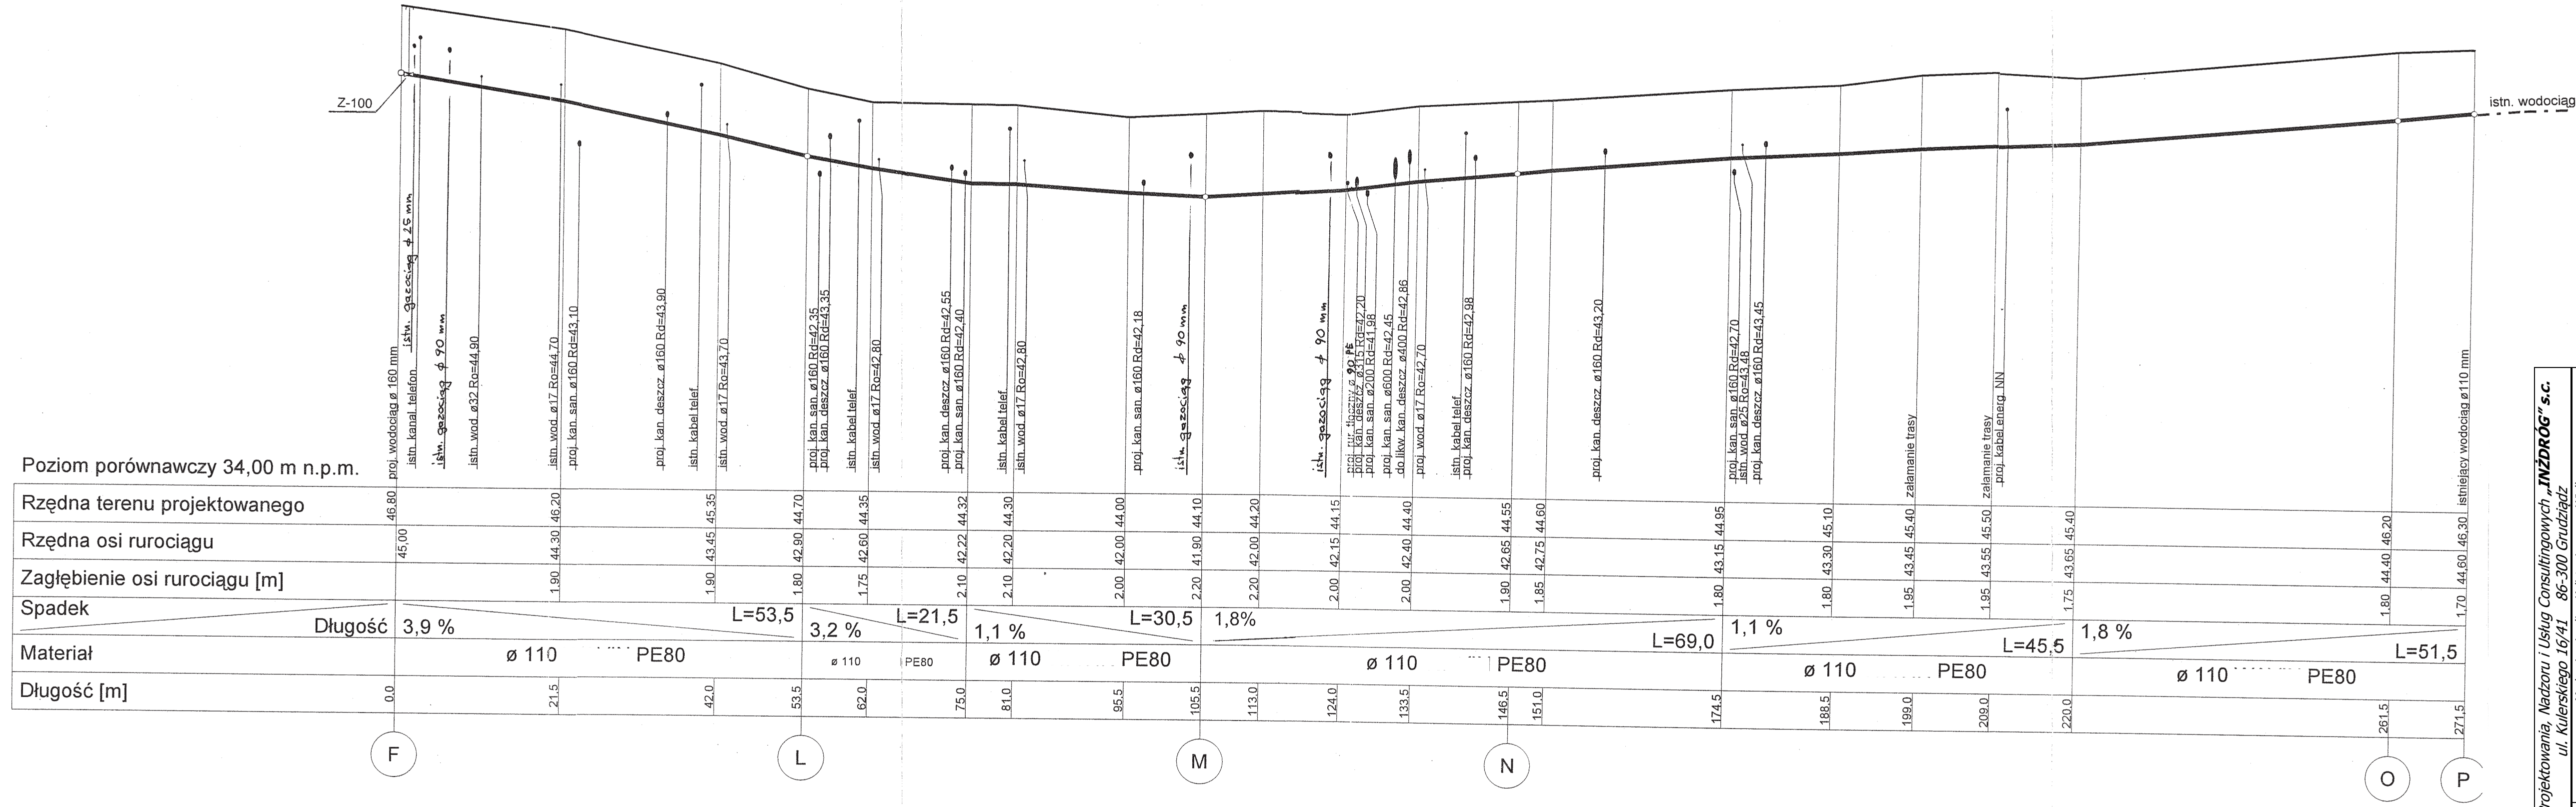 Z-100
istn. wodociąg
proj. wodociąg ø 160 mm
istn. gazociąg ø 25 mm
istn. kanal. telefon.
istn. gazociąg ø 90 mm
istn. wod. ø32 Ro=44,90
istn. wod. ø17 Ro=44,70
proj. kan. san. ø160 Rd=43,10
proj. kan. deszcz. ø160 Rd=43,90
istn. kabel telef.
istn. wod. ø17 Ro=43,70
proj. kan. san. ø160 Rd=42,35
proj. kan. deszcz. ø160 Rd=43,35
istn. kabel telef.
istn. wod. ø17 Ro=42,80
proj. kan. deszcz. ø160 Rd=42,55
proj. kan. san. ø160 Rd=42,40
istn. kabel telef.
istn. wod. ø17 Ro=42,80
proj. kan. san. ø160 Rd=42,18
istn. gazociąg ø 90 mm
istn. gazociąg ø 90 mm
proj. rur. tłoczny ø 90 PE
proj. kan. deszcz. ø315 Rd=42,20
proj. kan. san. ø200 Rd=41,98
proj. kan. san. ø600 Rd=42,45
do likw. kan. deszcz. ø400 Rd=42,86
proj. wod. ø17 Ro=42,70
istn. kabel telef.
proj. kan. deszcz. ø160 Rd=42,98
proj. kan. deszcz. ø160 Rd=43,20
proj. kan. san. ø160 Rd=42,70
istn. wod. ø25 Ro=43,48
proj. kan. deszcz. ø160 Rd=43,45
załamanie trasy
załamanie trasy
proj. kabel energ. NN
istniejący wodociąg ø110 mm
Poziom porównawczy 34,00 m n.p.m.
Rzędna terenu projektowanego 46,80 46,20 45,35 44,70 44,35 44,32 44,30 44,00 44,10 44,20 44,15 44,40 44,55 44,60 44,95 45,10 45,40 45,50 45,40 46,20 46,30
Rzędna osi rurociągu 45,00 44,30 43,45 42,90 42,60 42,22 42,20 42,00 41,90 42,00 42,15 42,40 42,65 42,75 43,15 43,30 43,45 43,55 43,65 44,40 44,60
Zagłębienie osi rurociągu [m] 1,90 1,90 1,80 1,75 2,10 2,10 2,00 2,20 2,20 2,00 2,00 1,90 1,85 1,80 1,80 1,95 1,95 1,75 1,80 1,70
Spadek
Długość 3,9 % L=53,5 3,2 % L=21,5 1,1 % L=30,5 1,8% L=69,0 1,1 % L=45,5 1,8 % L=51,5
Materiał ø 110 PE80 ø 110 PE80 ø 110 PE80 ø 110 PE80 ø 110 PE80 ø 110 PE80
Długość [m] 0,0 21,5 42,0 53,5 62,0 75,0 81,0 95,5 105,5 113,0 124,0 133,5 146,5 151,0 174,5 188,5 199,0 209,0 220,0 261,5 271,5
F L M N O P
rojektowania, Nadzoru i Usług Consultingowych „INŻDRÓG" s.c.
ul. Kulerskiego 16/41 86-300 Grudziądz